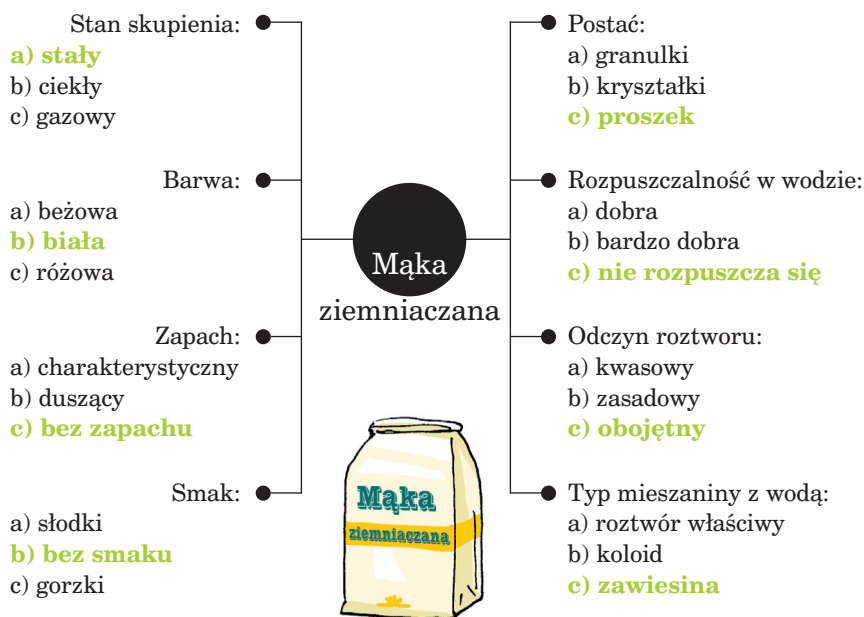 Stan skupienia:
a) stały
b) ciekły
c) gazowy
Barwa:
a) beżowa
b) biała
c) różowa
Zapach:
a) charakterystyczny
b) duszący
c) bez zapachu
Smak:
a) słodki
b) bez smaku
c) gorzki
Mąka
ziemniaczana
Mąka
ziemniaczana
Postać:
a) granulki
b) kryształki
c) proszek
Rozpuszczalność w wodzie:
a) dobra
b) bardzo dobra
c) nie rozpuszcza się
Odczyn roztworu:
a) kwasowy
b) zasadowy
c) obojętny
Typ mieszaniny z wodą:
a) roztwór właściwy
b) koloid
c) zawiesina